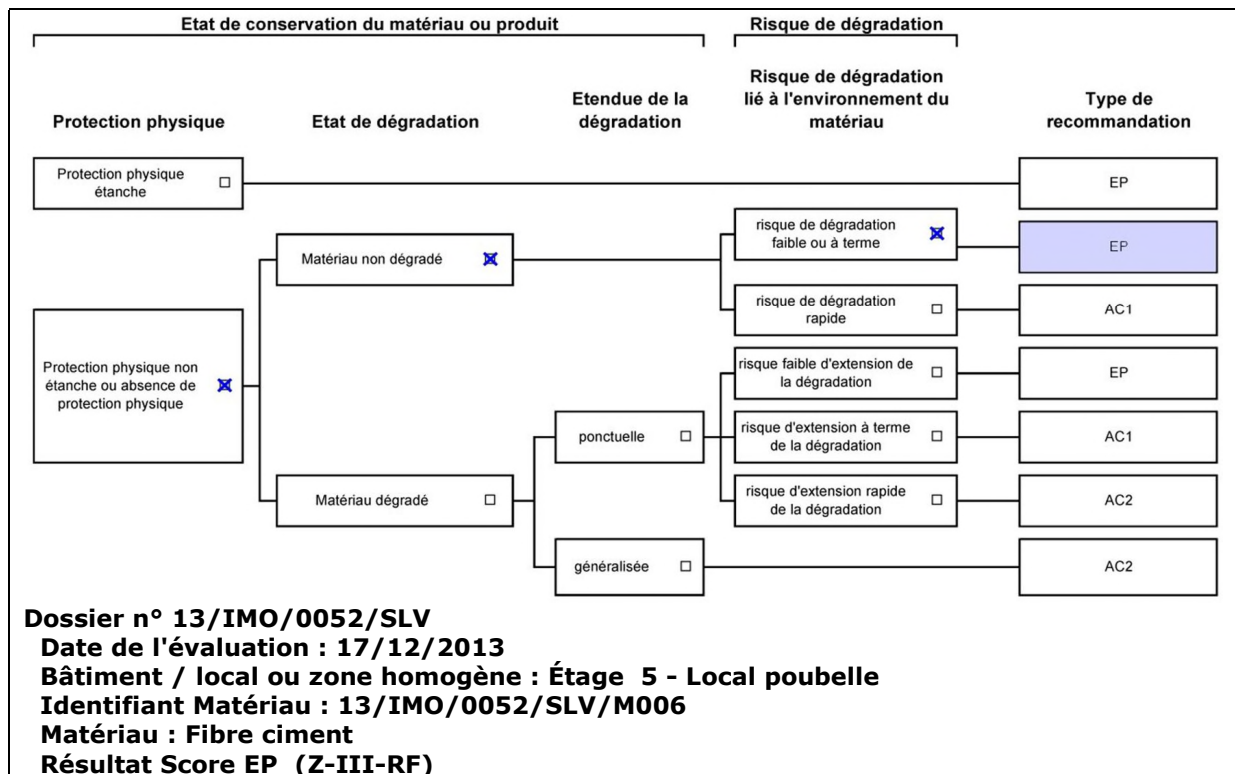 Etat de conservation du matériau ou produit
Risque de dégradation
Protection physique
Etat de dégradation
Etendue de la
dégradation
Risque de dégradation
lié à l'environnement du
matériau
Type de
recommandation
Protection physique
étanche
EP
risque de dégradation
faible ou à terme
EP
Matériau non dégradé
risque de dégradation
rapide
AC1
Protection physique non
étanche ou absence de
protection physique
risque faible d'extension de
la dégradation
EP
ponctuelle
risque d'extension à terme
de la dégradation
AC1
Matériau dégradé
risque d'extension rapide
de la dégradation
AC2
généralisée
AC2
Dossier n° 13/IMO/0052/SLV
Date de l'évaluation : 17/12/2013
Bâtiment / local ou zone homogène : Étage 5 - Local poubelle
Identifiant Matériau : 13/IMO/0052/SLV/M006
Matériau : Fibre ciment
Résultat Score EP (Z-III-RF)